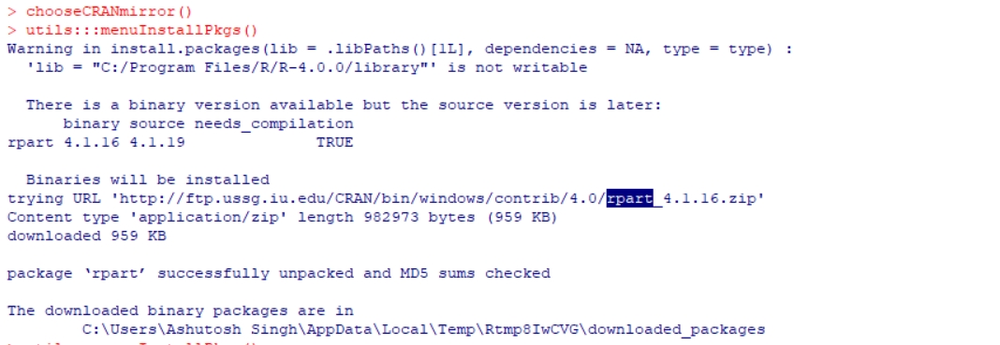 > chooseCRANmirror()
> utils:::menuInstallPkgs()
Warning in install.packages(lib = .libPaths()[1L], dependencies = NA, type = type) :
  'lib = "C:/Program Files/R/R-4.0.0/library"' is not writable

  There is a binary version available but the source version is later:
      binary source needs_compilation
rpart 4.1.16 4.1.19              TRUE

  Binaries will be installed
trying URL 'http://ftp.ussg.iu.edu/CRAN/bin/windows/contrib/4.0/rpart_4.1.16.zip'
Content type 'application/zip' length 982973 bytes (959 KB)
downloaded 959 KB

package ‘rpart’ successfully unpacked and MD5 sums checked

The downloaded binary packages are in
        C:\Users\Ashutosh Singh\AppData\Local\Temp\Rtmp8IwCVG\downloaded_packages